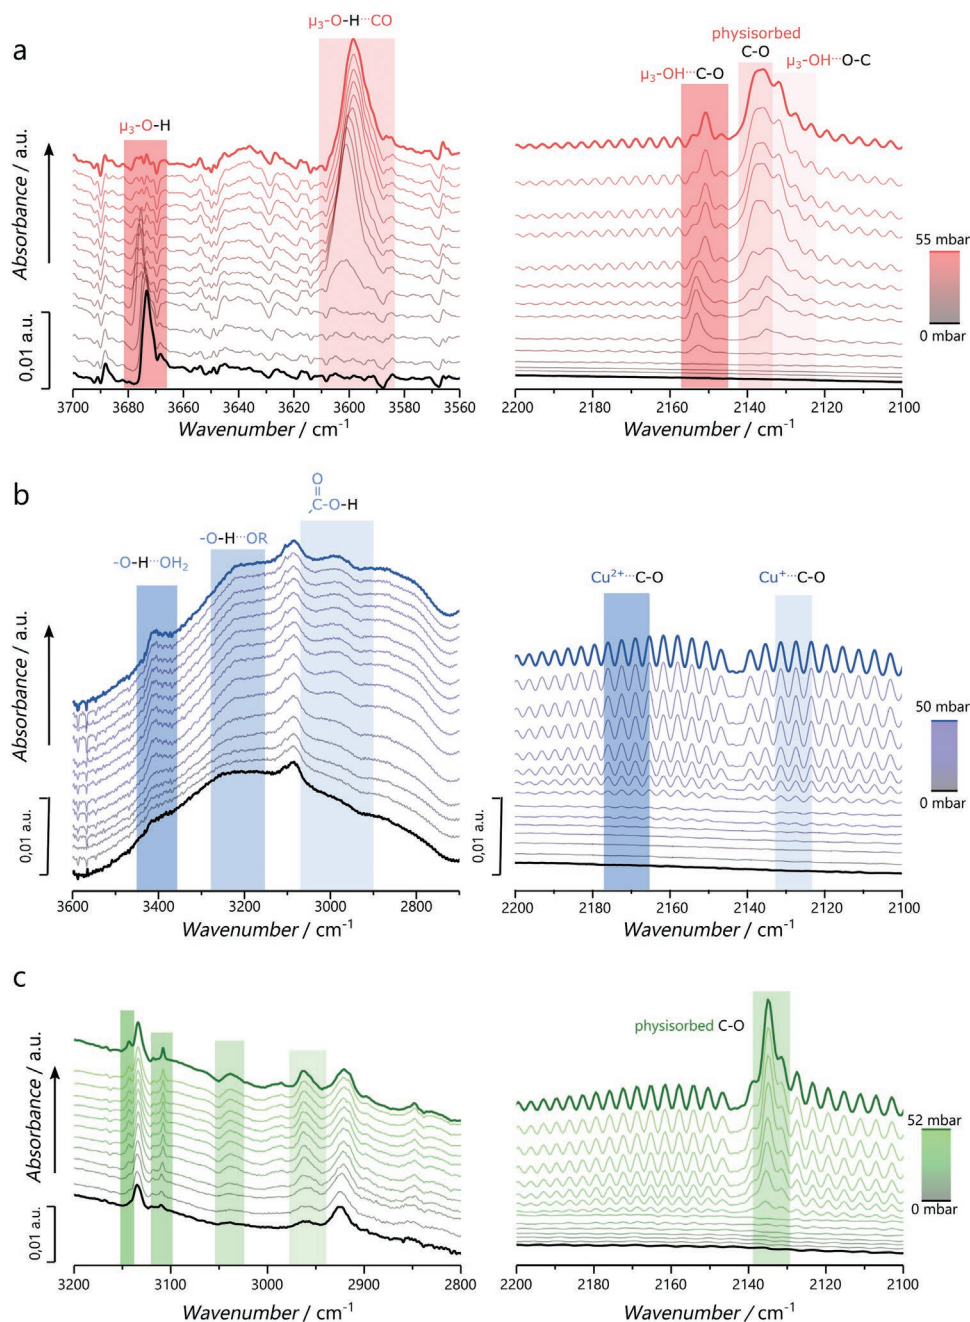 a
μ₃-O-H···CO
μ₃-O-H
Absorbance / a.u.
0,01 a.u.
3700 3680 3660 3640 3620 3600 3580 3560
Wavenumber / cm⁻¹
physisorbed
C-O
μ₃-OH···C-O
μ₃-OH···O-C
2200 2180 2160 2140 2120 2100
Wavenumber / cm⁻¹
55 mbar
0 mbar
b
O
C-O-H
-O-H···OR
-O-H···OH₂
Absorbance / a.u.
0,01 a.u.
3600 3400 3200 3000 2800
Wavenumber / cm⁻¹
Cu²⁺···C-O
Cu⁺···C-O
0,01 a.u.
2200 2180 2160 2140 2120 2100
Wavenumber / cm⁻¹
50 mbar
0 mbar
c
Absorbance / a.u.
0,01 a.u.
3200 3100 3000 2900 2800
Wavenumber / cm⁻¹
physisorbed C-O
2200 2180 2160 2140 2120 2100
Wavenumber / cm⁻¹
52 mbar
0 mbar